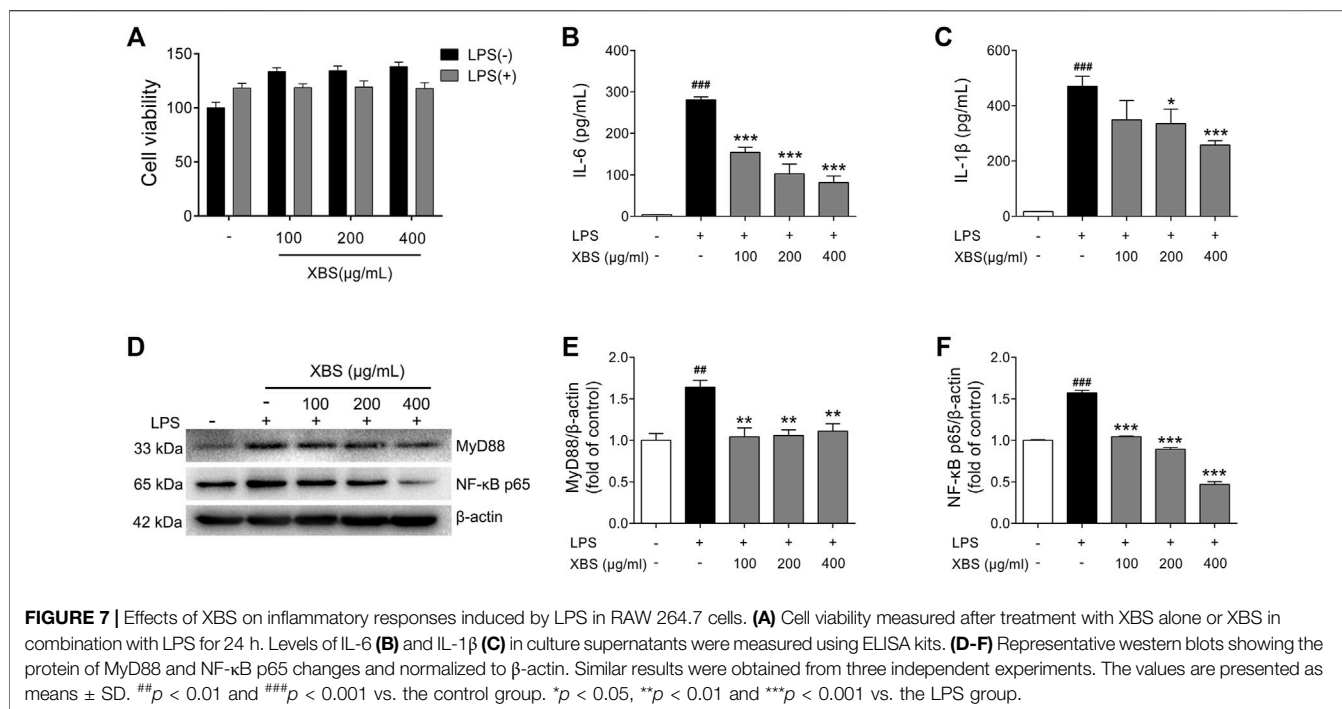 A
LPS(-)
LPS(+)
Cell viability
150
100
50
0
- 100 200 400
XBS(μg/mL)
B
IL-6 (pg/mL)
400
300
200
100
0
###
***
***
***
LPS - + + + +
XBS (μg/ml) - - 100 200 400
C
IL-1β (pg/mL)
600
400
200
0
###
*
***
LPS - + + + +
XBS(μg/ml) - - 100 200 400
D
XBS (μg/mL)
- 100 200 400
LPS - + + + +
33 kDa MyD88
65 kDa NF-κB p65
42 kDa β-actin
E
MyD88/β-actin
(fold of control)
2.0
1.5
1.0
0.5
0.0
##
**
**
**
LPS - + + + +
XBS (μg/ml) - - 100 200 400
F
NF-κB p65/β-actin
(fold of control)
2.0
1.5
1.0
0.5
0.0
###
***
***
***
LPS - + + + +
XBS (μg/ml) - - 100 200 400
FIGURE 7 | Effects of XBS on inflammatory responses induced by LPS in RAW 264.7 cells. (A) Cell viability measured after treatment with XBS alone or XBS in
combination with LPS for 24 h. Levels of IL-6 (B) and IL-1β (C) in culture supernatants were measured using ELISA kits. (D-F) Representative western blots showing the
protein of MyD88 and NF-κB p65 changes and normalized to β-actin. Similar results were obtained from three independent experiments. The values are presented as
means ± SD. ##p < 0.01 and ###p < 0.001 vs. the control group. *p < 0.05, **p < 0.01 and ***p < 0.001 vs. the LPS group.